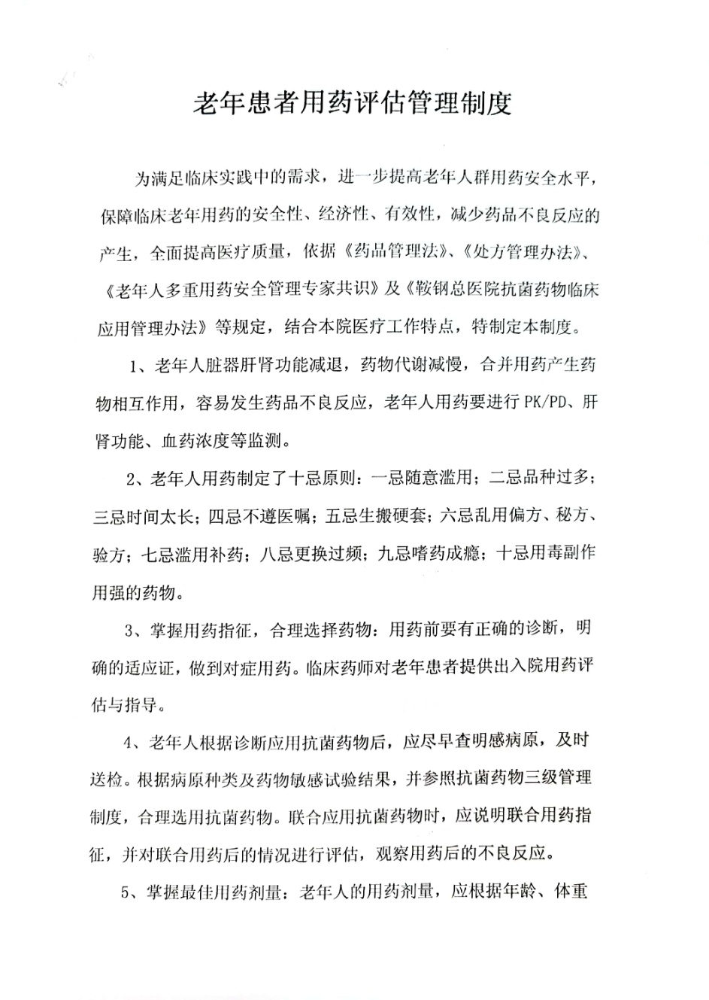 老年患者用药评估管理制度
为满足临床实践中的需求，进一步提高老年人群用药安全水平，
保障临床老年用药的安全性、经济性、有效性，减少药品不良反应的
产生，全面提高医疗质量，依据《药品管理法》、《处方管理办法》、
《老年人多重用药安全管理专家共识》及《鞍钢总医院抗菌药物临床
应用管理办法》等规定，结合本院医疗工作特点，特制定本制度。
1、老年人脏器肝肾功能减退，药物代谢减慢，合并用药产生药
物相互作用，容易发生药品不良反应，老年人用药要进行 PK/PD、肝
肾功能、血药浓度等监测。
2、老年人用药制定了十忌原则：一忌随意滥用；二忌品种过多；
三忌时间太长；四忌不遵医嘱；五忌生搬硬套；六忌乱用偏方、秘方、
验方；七忌滥用补药；八忌更换过频；九忌嗜药成瘾；十忌用毒副作
用强的药物。
3、掌握用药指征，合理选择药物：用药前要有正确的诊断，明
确的适应证，做到对症用药。临床药师对老年患者提供出入院用药评
估与指导。
4、老年人根据诊断应用抗菌药物后，应尽早查明感病原，及时
送检。根据病原种类及药物敏感试验结果，并参照抗菌药物三级管理
制度，合理选用抗菌药物。联合应用抗菌药物时，应说明联合用药指
征，并对联合用药后的情况进行评估，观察用药后的不良反应。
5、掌握最佳用药剂量：老年人的用药剂量，应根据年龄、体重